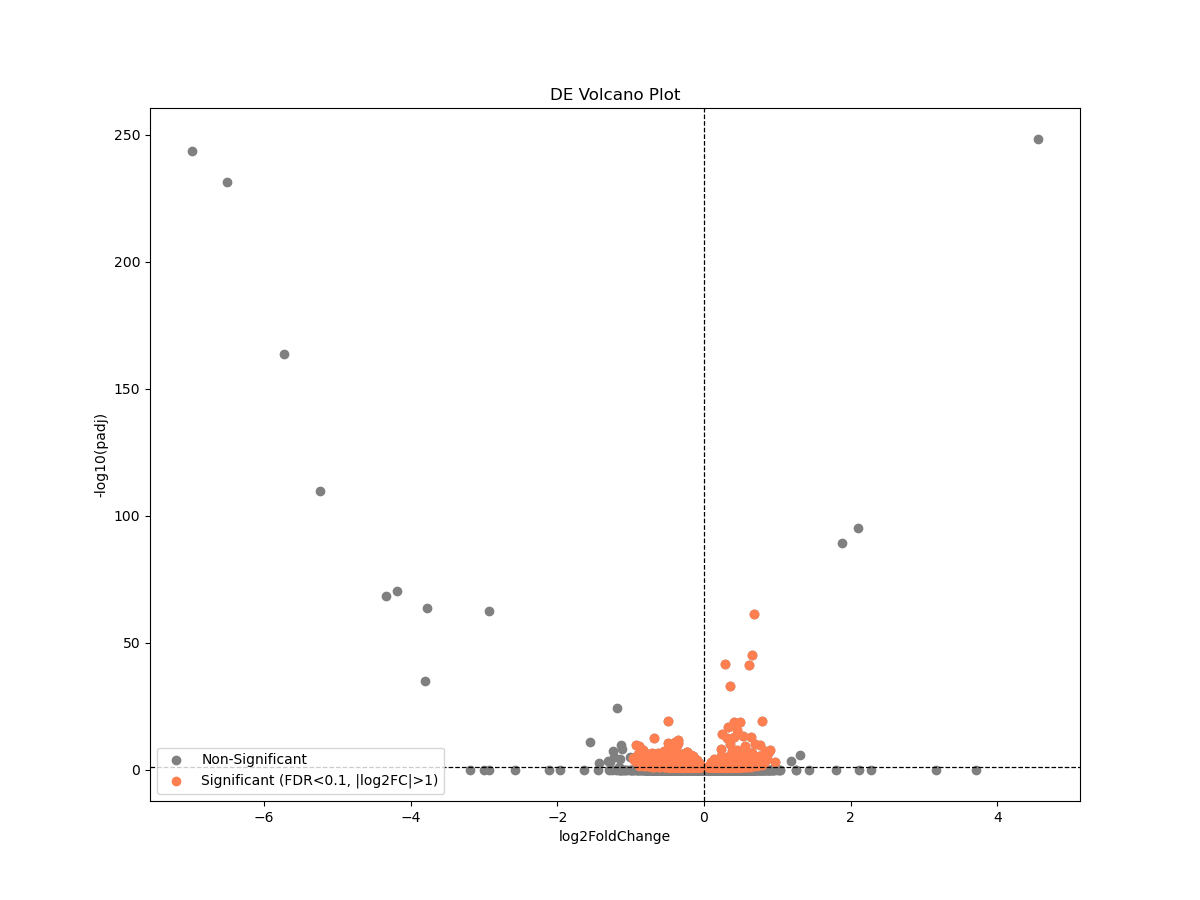 DE Volcano Plot
250
200
150
100
50
0
-log10(padj)
Non-Significant
Significant (FDR<0.1, |log2FC|>1)
−6
−4
−2
0
2
4
log2FoldChange